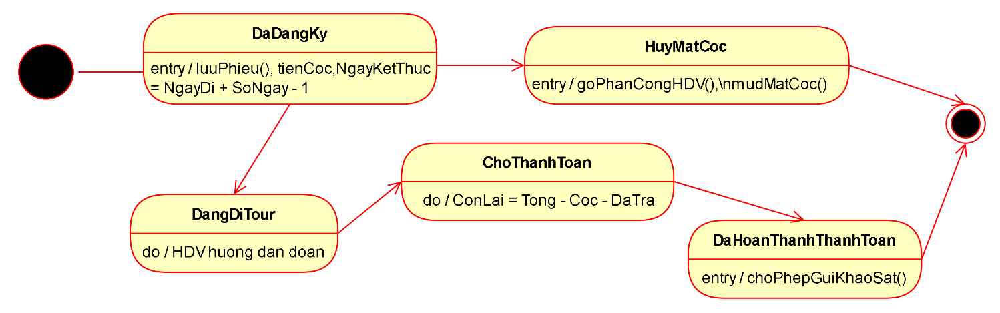 DaDangKy
entry / luuPhieu(), tienCoc,NgayKetThuc
= NgayDi + SoNgay - 1
HuyMatCoc
entry / goPhanCongHDV(),\nmudMatCoc()
ChoThanhToan
do / ConLai = Tong - Coc - DaTra
DangDiTour
do / HDV huong dan doan
DaHoanThanhThanhToan
entry / choPhepGuiKhaoSat()